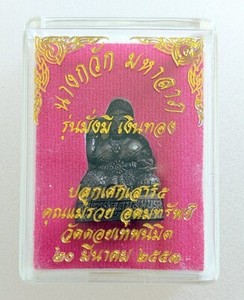 นางกวัก มหาลาภ
รุ่นมั่งมี เงินทอง
ปลุกเสกเสาร์๕
คุณแม่รวย อุดมทรัพย์
วัดดอยเทพนิมิต
๒๐ มีนาคม ๒๕๕๓